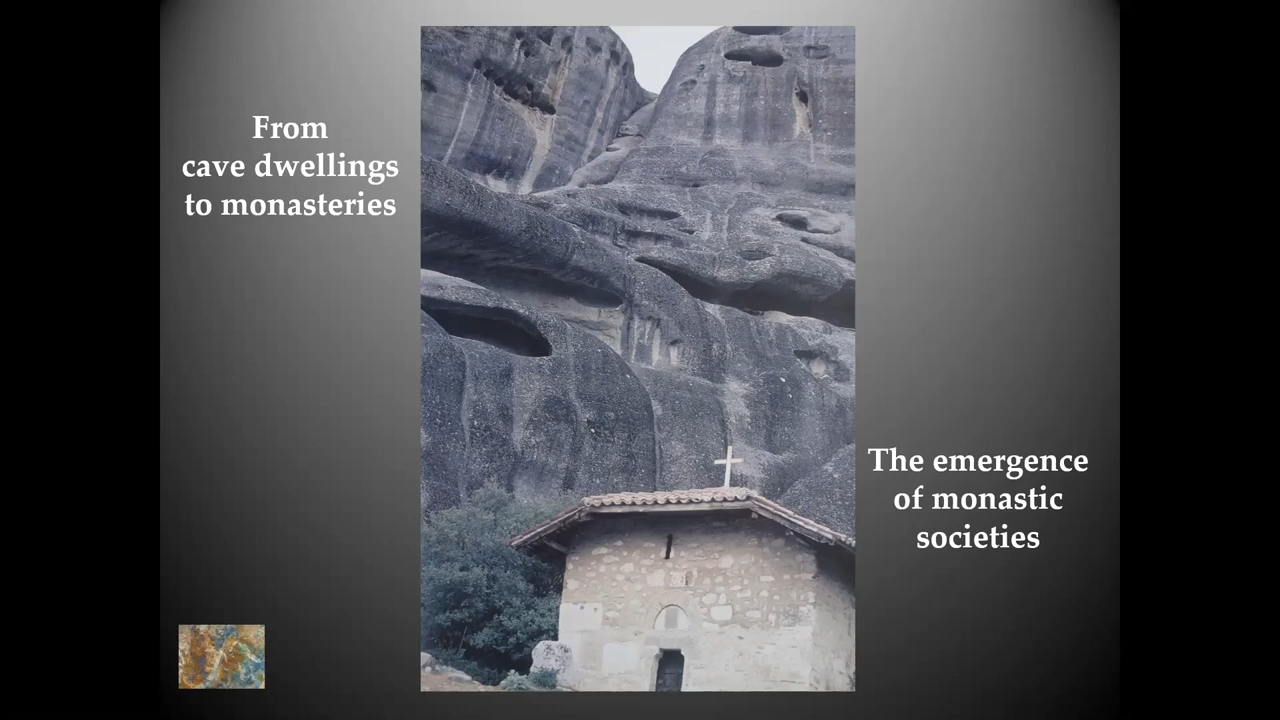 From
cave dwellings
to monasteries
The emergence
of monastic
societies